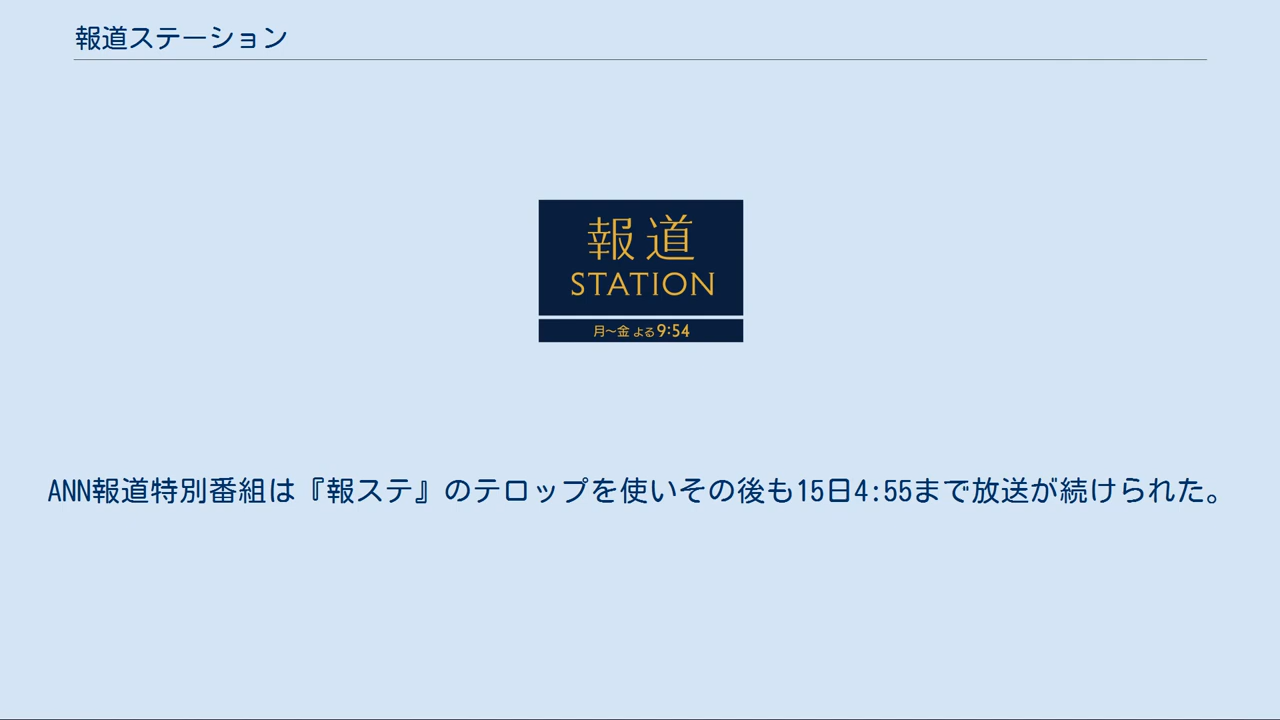 報道ステーション
報道
STATION
月〜金 よる9:54
ANN報道特別番組は『報ステ』のテロップを使いその後も15日4:55まで放送が続けられた。